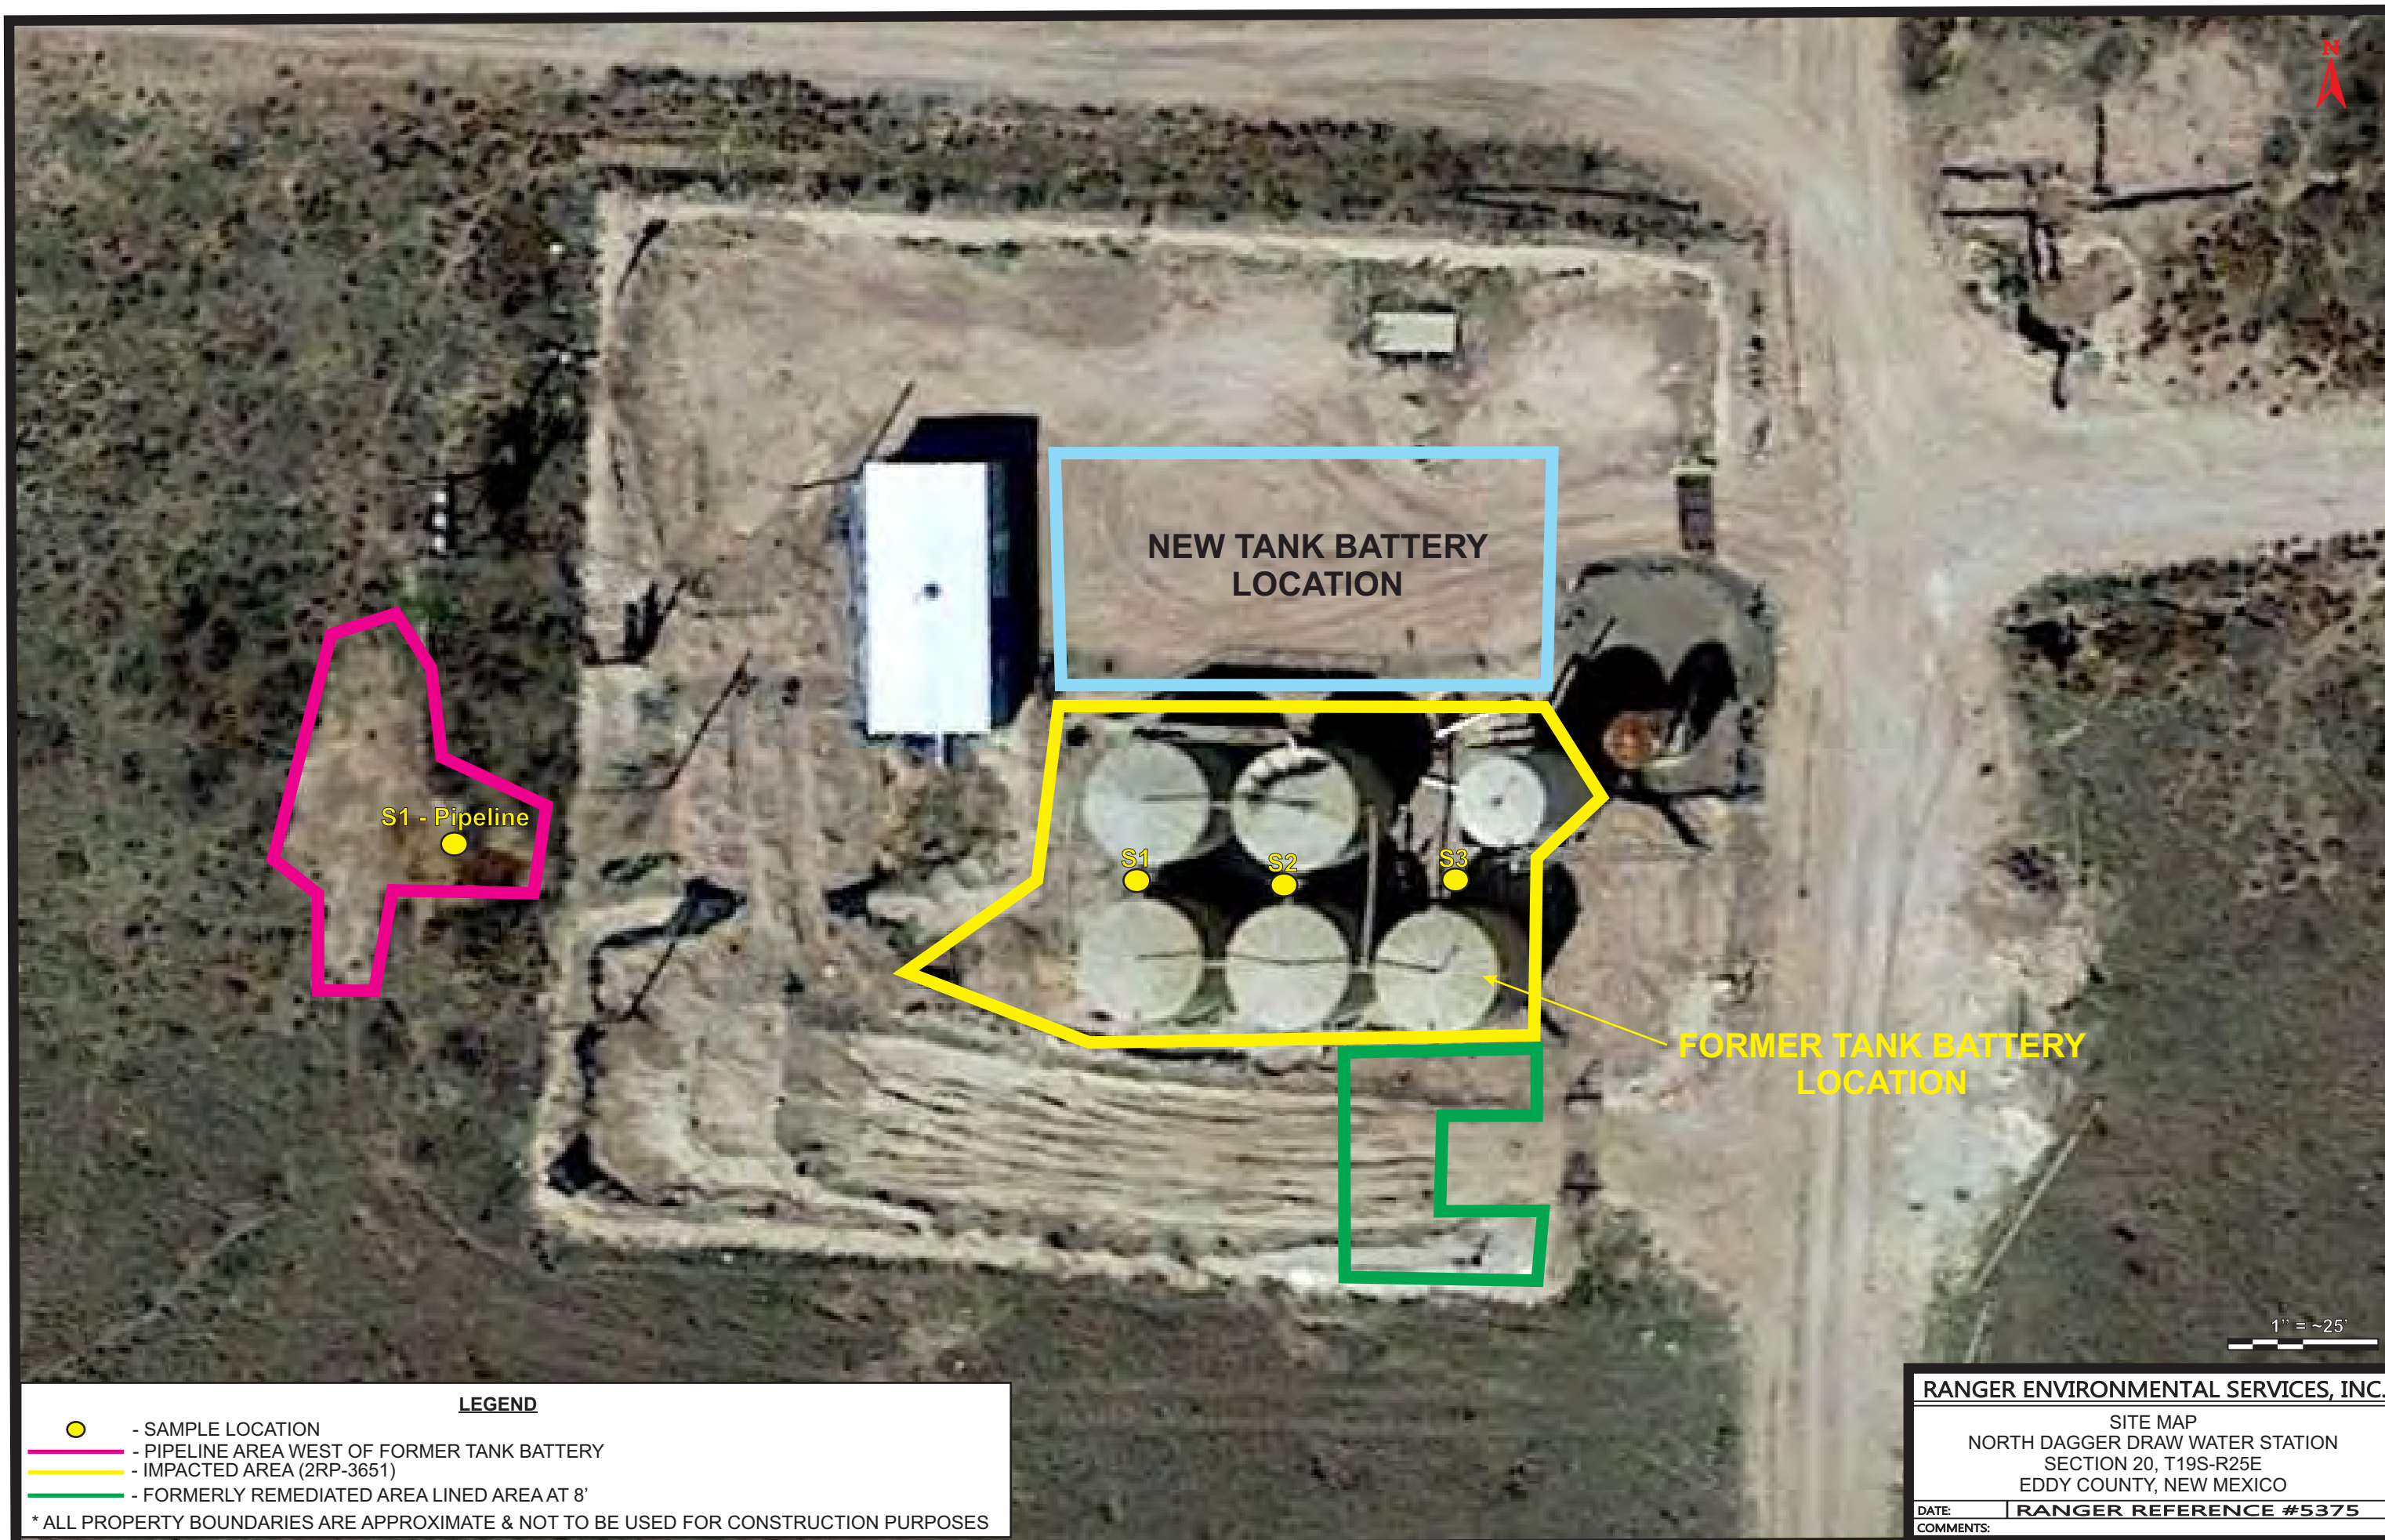 N
NEW TANK BATTERY
LOCATION
S1 - Pipeline
S1
S2
S3
FORMER TANK BATTERY
LOCATION
1" = ~25'
LEGEND
- SAMPLE LOCATION
- PIPELINE AREA WEST OF FORMER TANK BATTERY
- IMPACTED AREA (2RP-3651)
- FORMERLY REMEDIATED AREA LINED AREA AT 8'
* ALL PROPERTY BOUNDARIES ARE APPROXIMATE & NOT TO BE USED FOR CONSTRUCTION PURPOSES
RANGER ENVIRONMENTAL SERVICES, INC.
SITE MAP
NORTH DAGGER DRAW WATER STATION
SECTION 20, T19S-R25E
EDDY COUNTY, NEW MEXICO
DATE: RANGER REFERENCE #5375
COMMENTS: